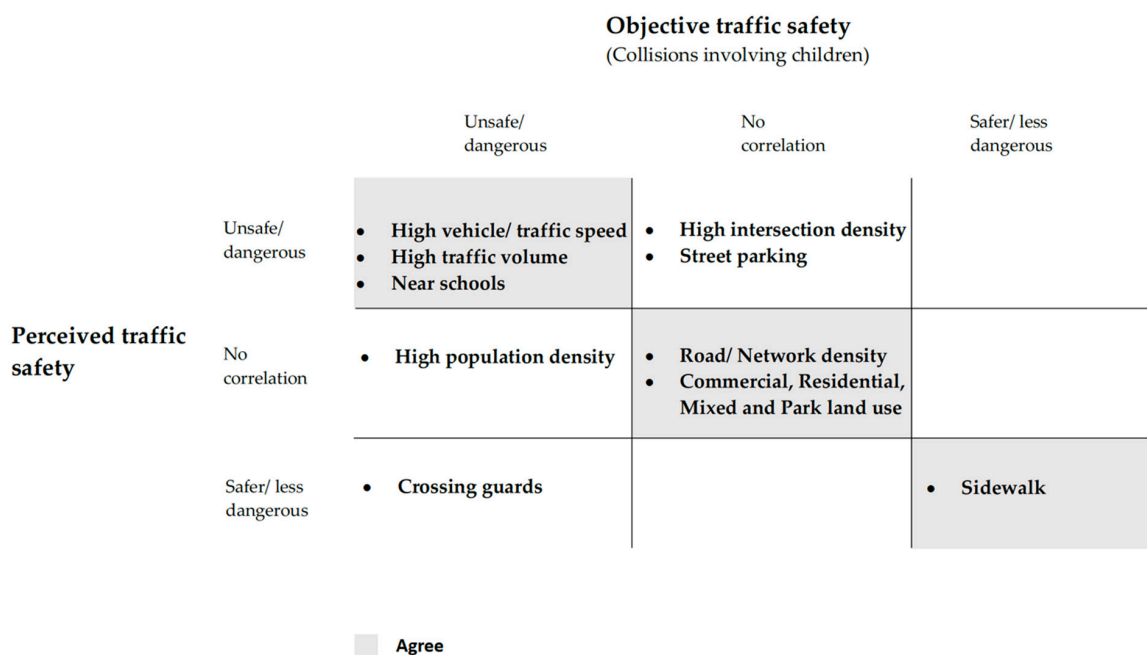 Objective traffic safety
(Collisions involving children)
Unsafe/
dangerous
No
correlation
Safer/ less
dangerous
Unsafe/
dangerous
• High vehicle/ traffic speed
• High traffic volume
• Near schools
• High intersection density
• Street parking
Perceived traffic
safety
No
correlation
• High population density
• Road/ Network density
• Commercial, Residential,
Mixed and Park land use
Safer/ less
dangerous
• Crossing guards
• Sidewalk
Agree